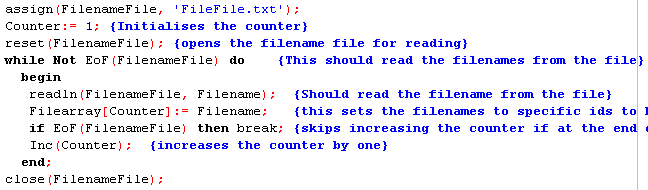 assign(FilenameFile, 'FileFile.txt');
Counter:= 1; {Initialises the counter}
reset(FilenameFile); {opens the filename file for reading}
while Not EoF(FilenameFile) do    {This should read the filenames from the file}
  begin
   readln(FilenameFile, Filename);  {Should read the filename from the file}
   Filearray[Counter]:= Filename;   {this sets the filenames to specific ids to
   if EoF(FilenameFile) then break; {skips increasing the counter if at the end
   Inc(Counter);  {increases the counter by one}
  end;
close(FilenameFile);